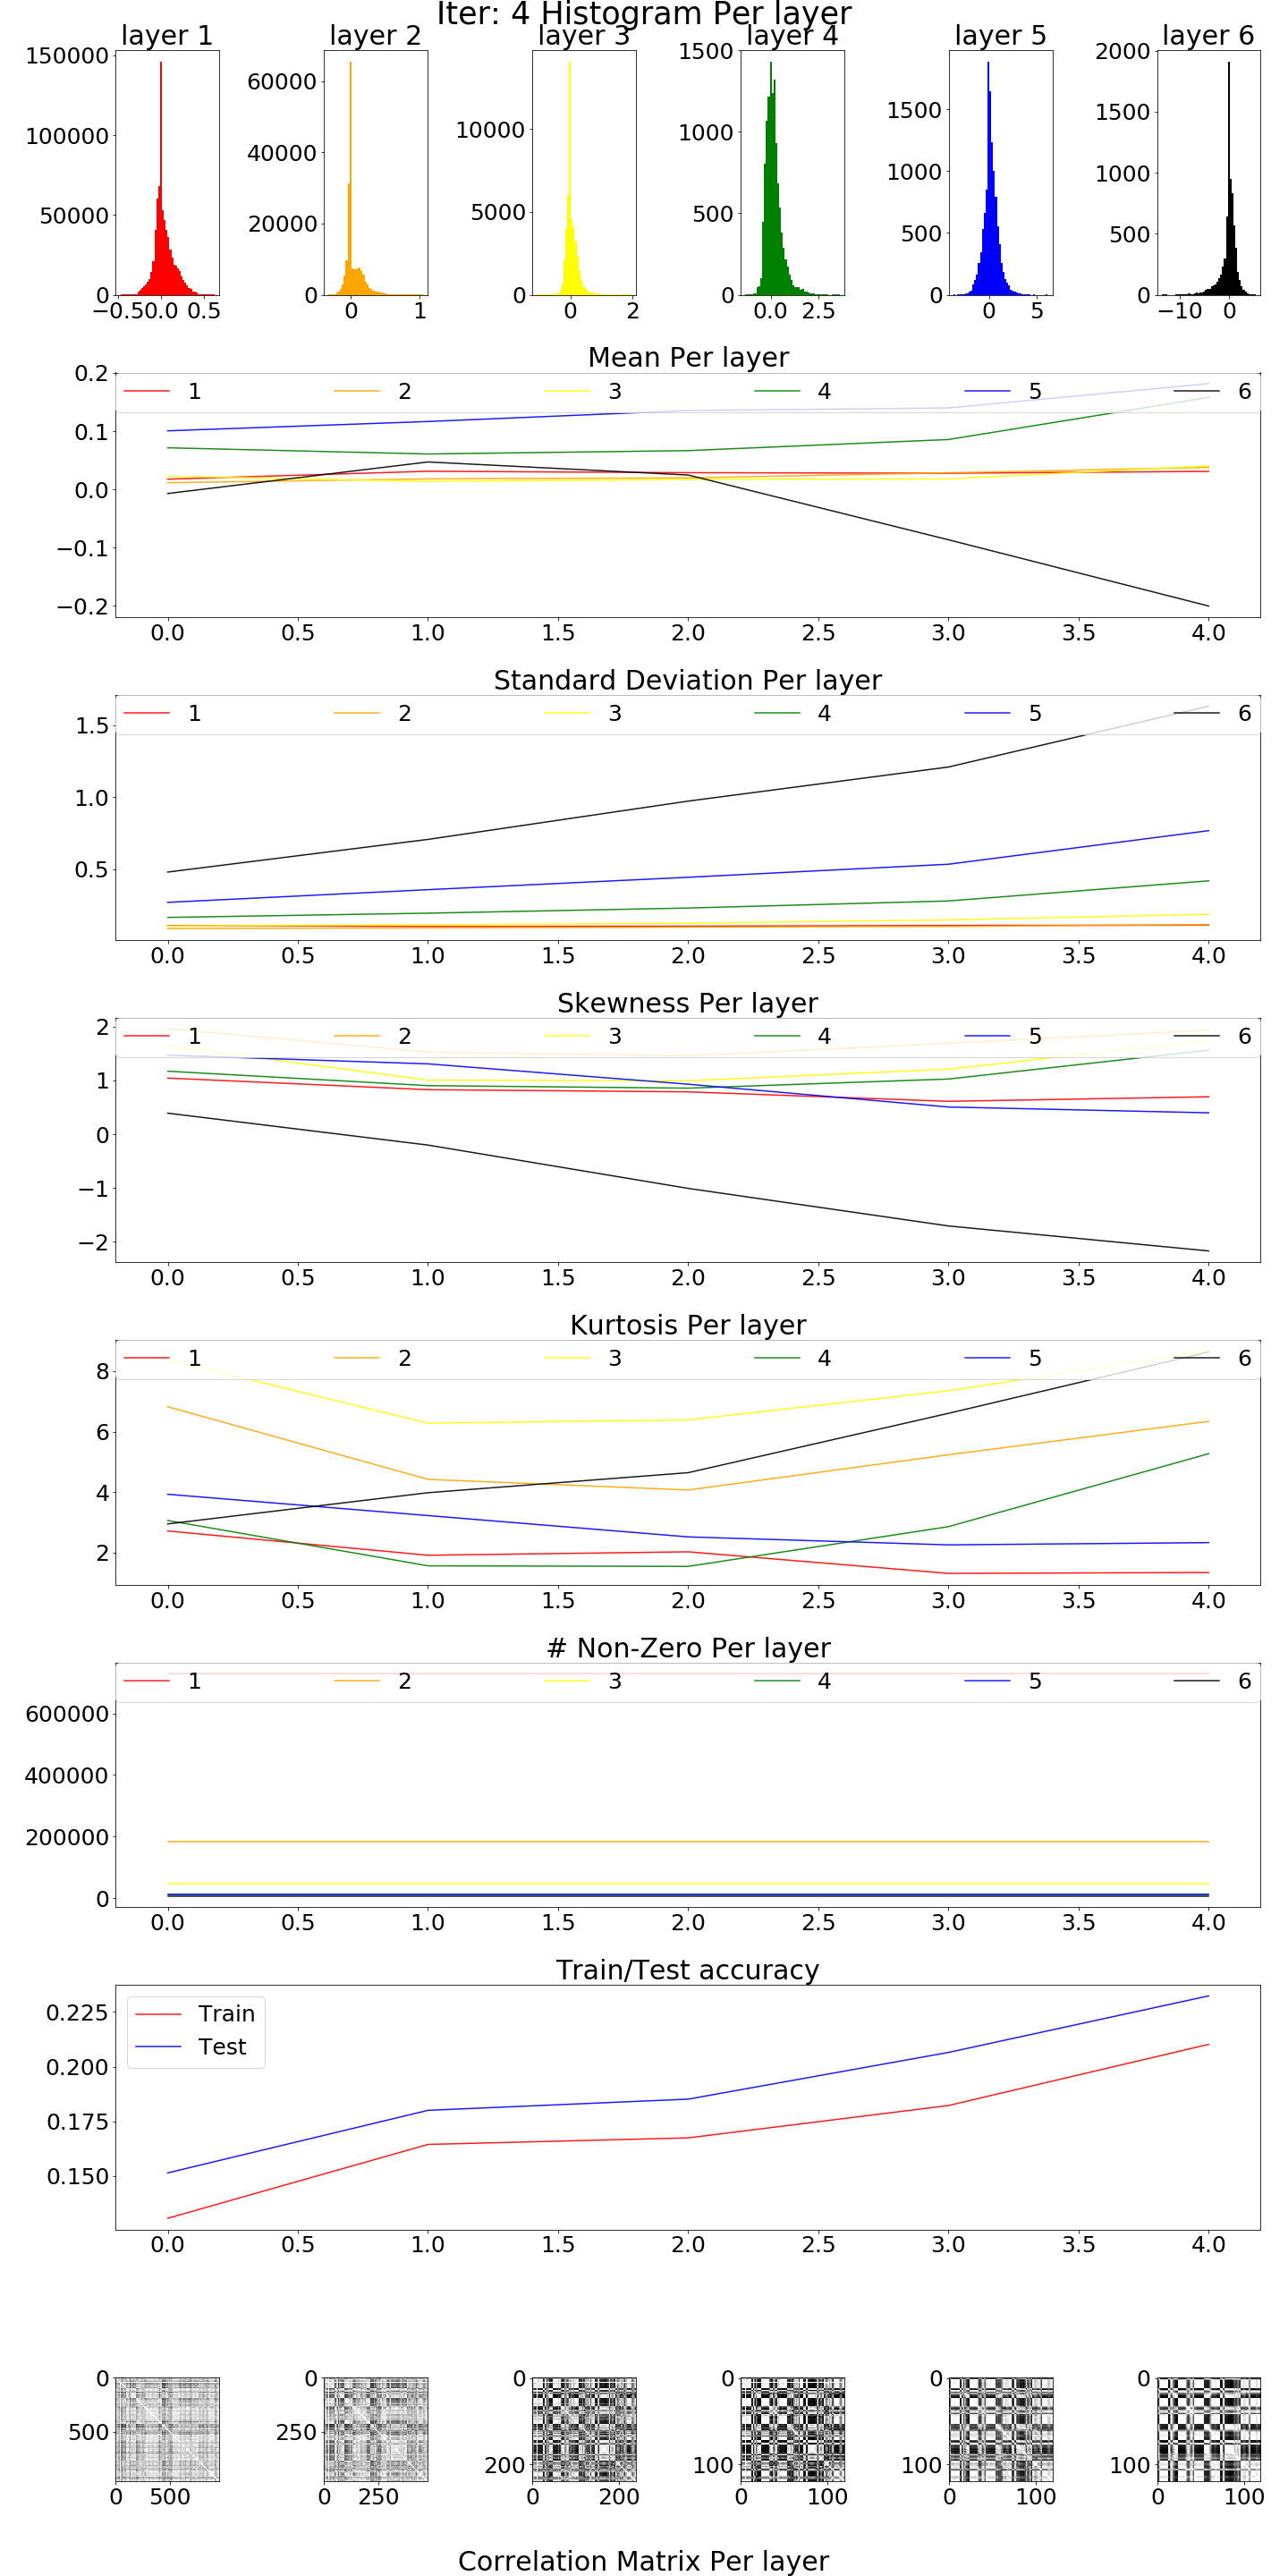 Iter: 4 Histogram Per layer
layer 1 layer 2 layer 3 layer 4 layer 5 layer 6
150000 100000 50000 0
−0.5 0.0 0.5
60000 40000 20000 0
0 1
10000 5000 0
0 2
1500 1000 500 0
0.0 2.5
1500 1000 500 0
0 5
2000 1500 1000 500 0
−10 0
Mean Per layer
1 2 3 4 5 6
0.2
0.1
0.0
−0.1
−0.2
0.0 0.5 1.0 1.5 2.0 2.5 3.0 3.5 4.0
Standard Deviation Per layer
1 2 3 4 5 6
1.5
1.0
0.5
0.0 0.5 1.0 1.5 2.0 2.5 3.0 3.5 4.0
Skewness Per layer
1 2 3 4 5 6
2
1
0
−1
−2
0.0 0.5 1.0 1.5 2.0 2.5 3.0 3.5 4.0
Kurtosis Per layer
1 2 3 4 5 6
8
6
4
2
0.0 0.5 1.0 1.5 2.0 2.5 3.0 3.5 4.0
# Non-Zero Per layer
1 2 3 4 5 6
600000
400000
200000
0
0.0 0.5 1.0 1.5 2.0 2.5 3.0 3.5 4.0
Train/Test accuracy
Train
Test
0.225
0.200
0.175
0.150
0.0 0.5 1.0 1.5 2.0 2.5 3.0 3.5 4.0
0 500
0 500
0 250
0 250
0 200
0 200
0 100
0 100
0 100
0 100
0 100
0 100
Correlation Matrix Per layer